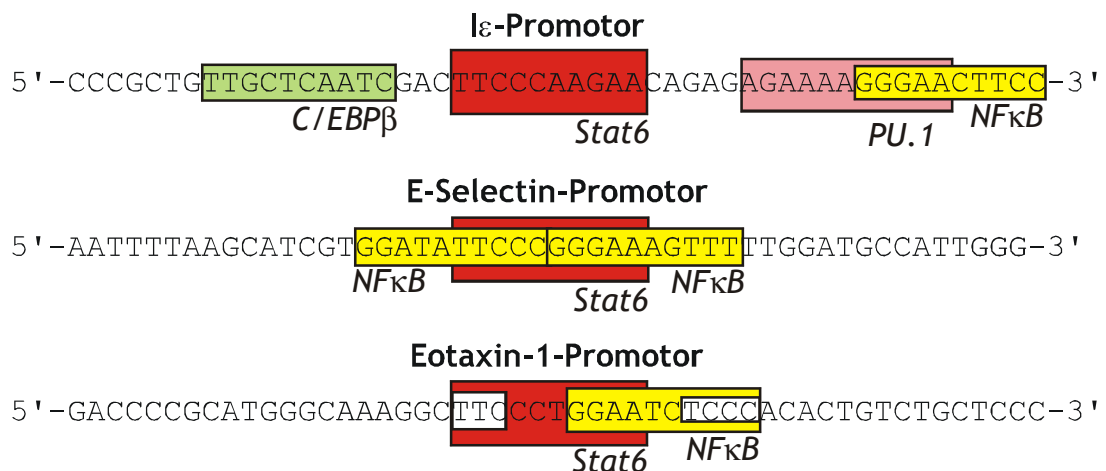 Iε-Promotor
5'-CCCGCTGTTGCTCAATCGACTTCCCAAGAACAGAGAGAAAAGGGAACTTCC-3'
C/EBPβ Stat6 PU.1 NFκB
E-Selectin-Promotor
5'-AATTTTAAGCATCGTGGATATTCCCGGGAAAGTTTTTGGATGCCATTGGG-3'
NFκB Stat6 NFκB
Eotaxin-1-Promotor
5'-GACCCCGCATGGGCAAAGGCTTCCCTGGAATCTCCCACACTGTCTGCTCCC-3'
Stat6 NFκB